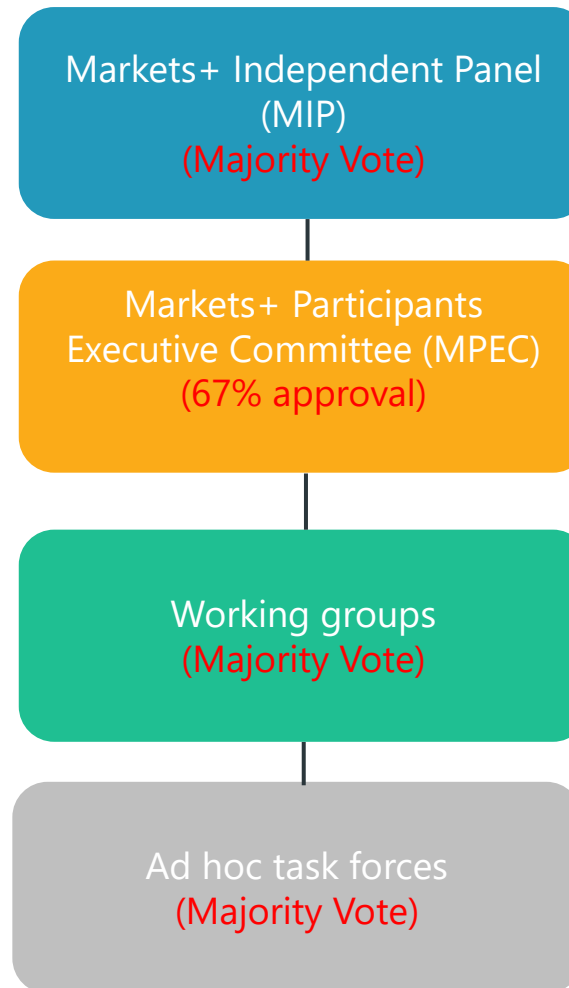 Markets+ Independent Panel
(MIP)
(Majority Vote)
Markets+ Participants
Executive Committee (MPEC)
(67% approval)
Working groups
(Majority Vote)
Ad hoc task forces
(Majority Vote)